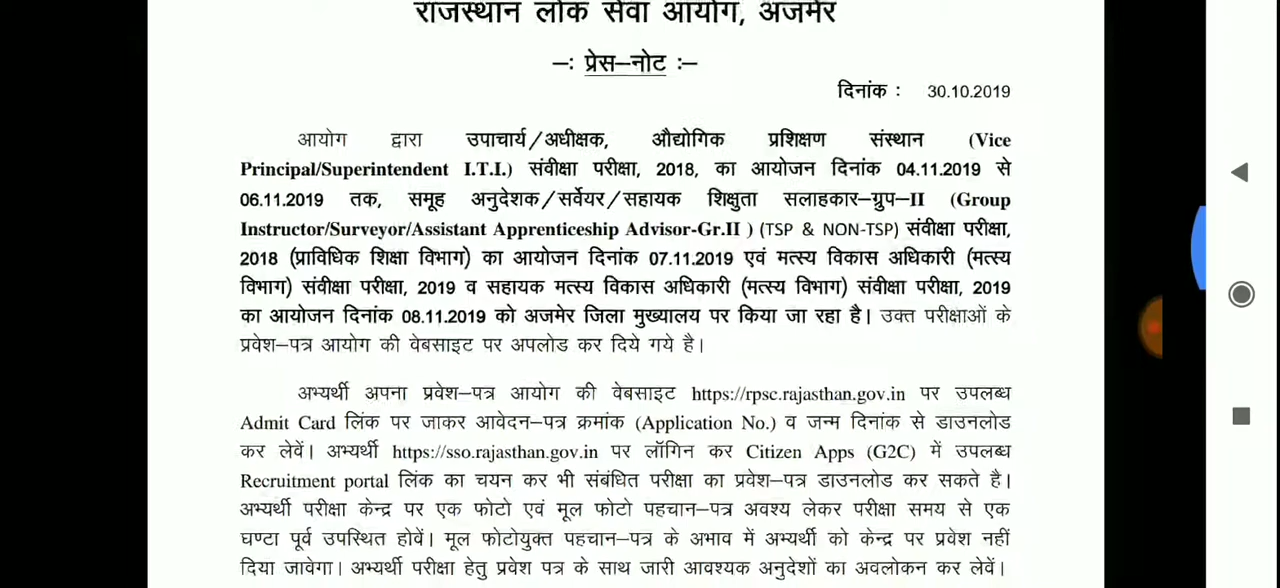 राजस्थान लोक सेवा आयोग, अजमेर
–: प्रेस–नोट :–
दिनांक : 30.10.2019
आयोग द्वारा उपाचार्य/अधीक्षक, औद्योगिक प्रशिक्षण संस्थान (Vice
Principal/Superintendent I.T.I.) संवीक्षा परीक्षा, 2018, का आयोजन दिनांक 04.11.2019 से
06.11.2019 तक, समूह अनुदेशक/सर्वेयर/सहायक शिक्षुता सलाहकार–ग्रुप–II (Group
Instructor/Surveyor/Assistant Apprenticeship Advisor-Gr.II ) (TSP & NON-TSP) संवीक्षा परीक्षा,
2018 (प्राविधिक शिक्षा विभाग) का आयोजन दिनांक 07.11.2019 एवं मत्स्य विकास अधिकारी (मत्स्य
विभाग) संवीक्षा परीक्षा, 2019 व सहायक मत्स्य विकास अधिकारी (मत्स्य विभाग) संवीक्षा परीक्षा, 2019
का आयोजन दिनांक 08.11.2019 को अजमेर जिला मुख्यालय पर किया जा रहा है। उक्त परीक्षाओं के
प्रवेश–पत्र आयोग की वेबसाइट पर अपलोड कर दिये गये है।
अभ्यर्थी अपना प्रवेश–पत्र आयोग की वेबसाइट https://rpsc.rajasthan.gov.in पर उपलब्ध
Admit Card लिंक पर जाकर आवेदन–पत्र क्रमांक (Application No.) व जन्म दिनांक से डाउनलोड
कर लेवें। अभ्यर्थी https://sso.rajasthan.gov.in पर लॉगिन कर Citizen Apps (G2C) में उपलब्ध
Recruitment portal लिंक का चयन कर भी संबंधित परीक्षा का प्रवेश–पत्र डाउनलोड कर सकते है।
अभ्यर्थी परीक्षा केन्द्र पर एक फोटो एवं मूल फोटो पहचान–पत्र अवश्य लेकर परीक्षा समय से एक
घण्टा पूर्व उपस्थित होवें। मूल फोटोयुक्त पहचान–पत्र के अभाव में अभ्यर्थी को केन्द्र पर प्रवेश नहीं
दिया जावेगा। अभ्यर्थी परीक्षा हेतु प्रवेश पत्र के साथ जारी आवश्यक अनुदेशों का अवलोकन कर लेवें।